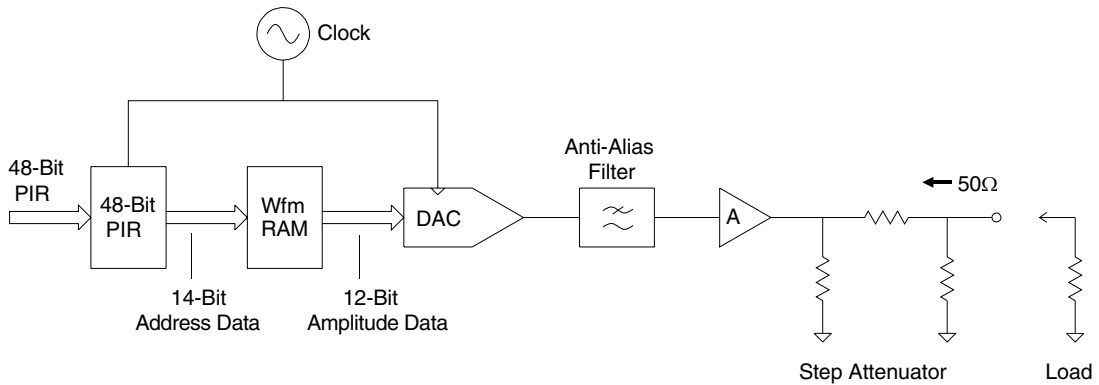 Clock
48-Bit
PIR
48-Bit
PIR
14-Bit
Address Data
Wfm
RAM
12-Bit
Amplitude Data
DAC
Anti-Alias
Filter
A
50Ω
Step Attenuator
Load